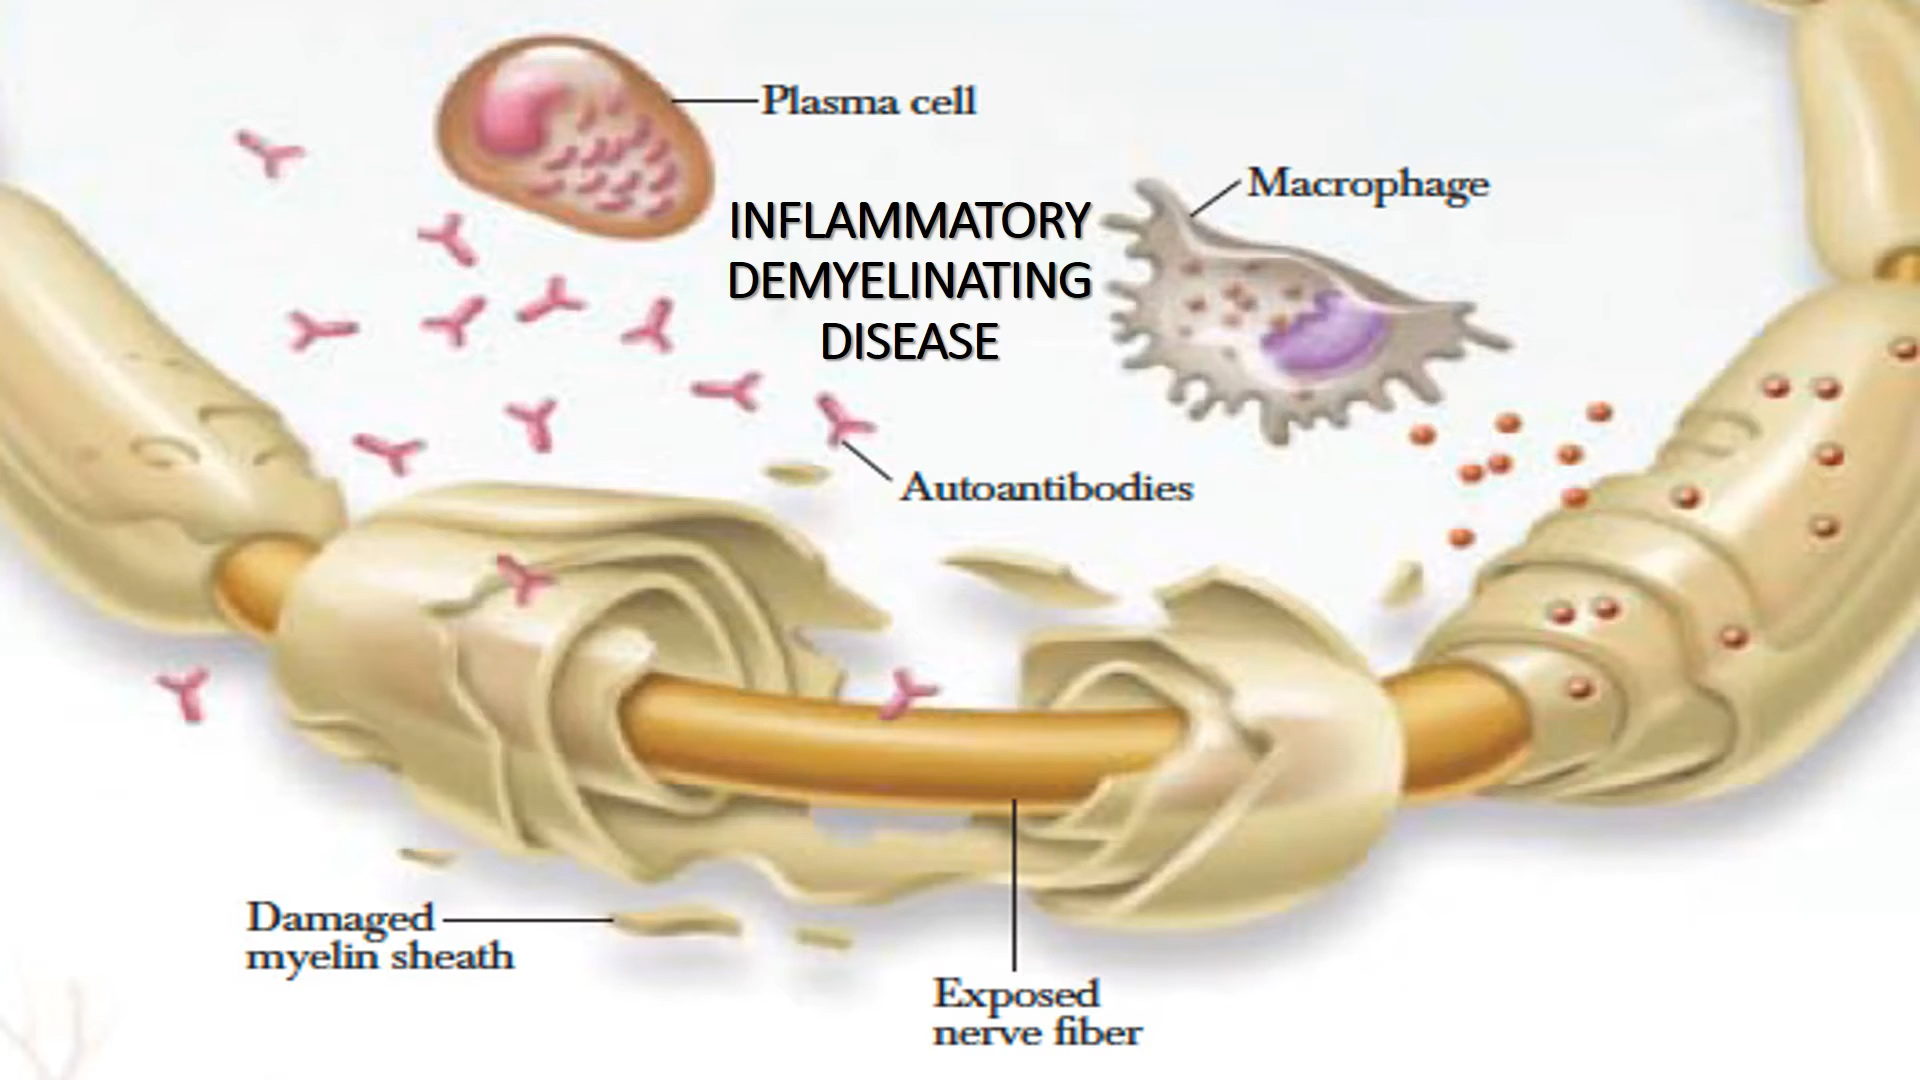 Plasma cell
Macrophage
INFLAMMATORY
DEMYELINATING
DISEASE
Autoantibodies
Damaged
myelin sheath
Exposed
nerve fiber